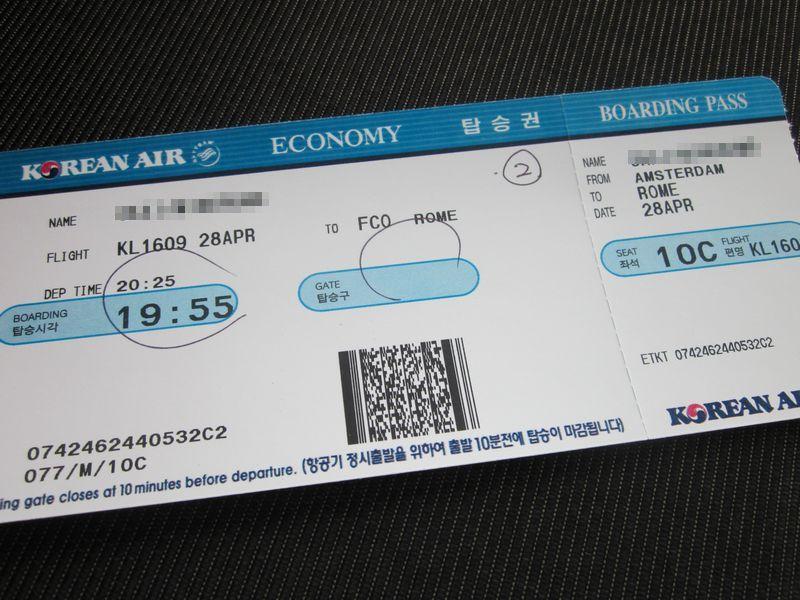 KOREAN AIR SKYTEAM ECONOMY 탑승권
NAME
FLIGHT KL1609 28APR
TO FCO ROME
DEP TIME 20:25
BOARDING 탑승시각 19:55
GATE 탑승구
2
0742462440532C2
077/M/10C
ing gate closes at 10 minutes before departure. (항공기 정시출발을 위하여 출발 10분전에 탑승이 마감됩니다)
BOARDING PASS
NAME
FROM AMSTERDAM
TO ROME
DATE 28APR
SEAT 좌석 10C FLIGHT 편명 KL160
ETKT 0742462440532C2
KOREAN AI